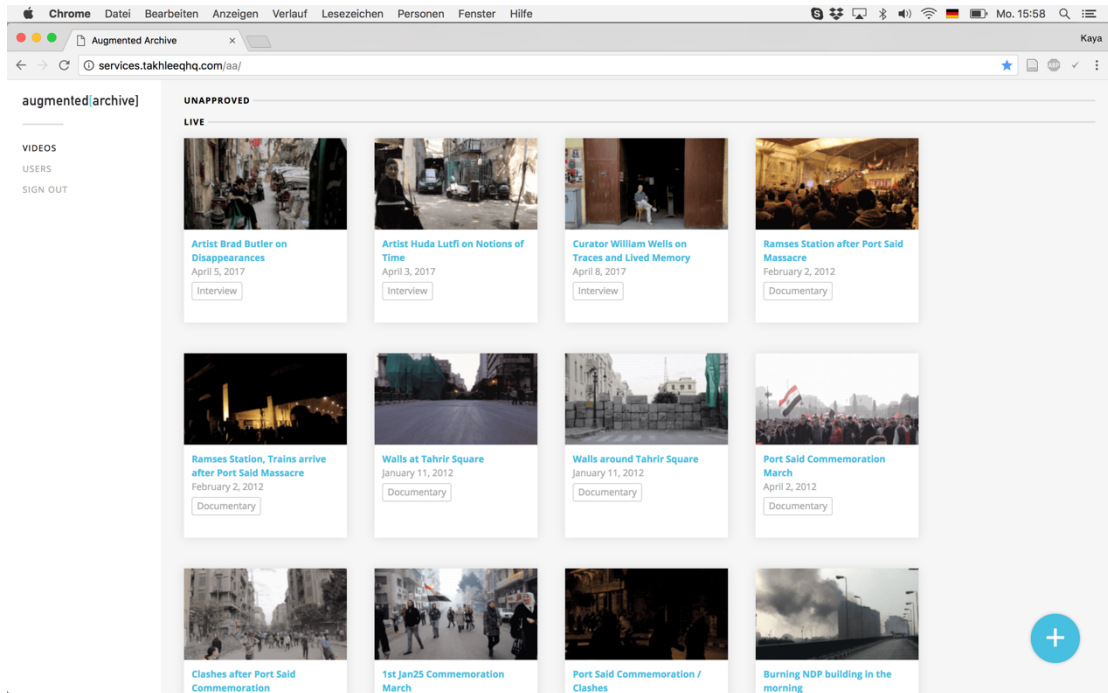 Chrome Datei Bearbeiten Anzeigen Verlauf Lesezeichen Personen Fenster Hilfe Mo. 15:58
Augmented Archive
Kaya
services.takhleeqhq.com/aa/
ABP
augmented[archive]
VIDEOS
USERS
SIGN OUT
UNAPPROVED
LIVE
Artist Brad Butler on
Disappearances
April 5, 2017
Interview
Artist Huda Lutfi on Notions of
Time
April 3, 2017
Interview
Curator William Wells on
Traces and Lived Memory
April 8, 2017
Interview
Ramses Station after Port Said
Massacre
February 2, 2012
Documentary
Ramses Station, Trains arrive
after Port Said Massacre
February 2, 2012
Documentary
Walls at Tahrir Square
January 11, 2012
Documentary
Walls around Tahrir Square
January 11, 2012
Documentary
Port Said Commemoration
March
April 2, 2012
Documentary
Clashes after Port Said
Commemoration
1st Jan25 Commemoration
March
Port Said Commemoration /
Clashes
Burning NDP building in the
morning